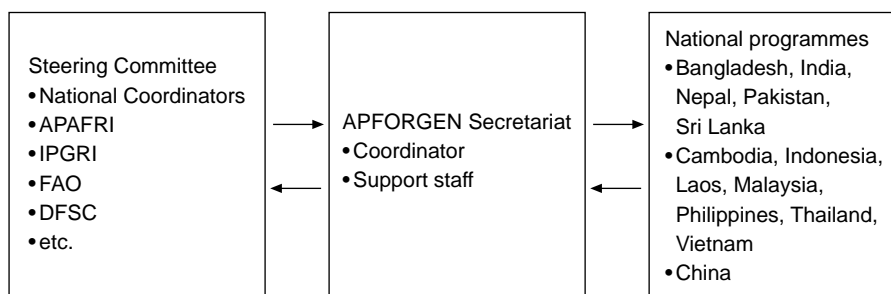 Steering Committee
•National Coordinators
•APAFRI
•IPGRI
•FAO
•DFSC
•etc.
APFORGEN Secretariat
•Coordinator
•Support staff
National programmes
•Bangladesh, India,
Nepal, Pakistan,
Sri Lanka
•Cambodia, Indonesia,
Laos, Malaysia,
Philippines, Thailand,
Vietnam
•China